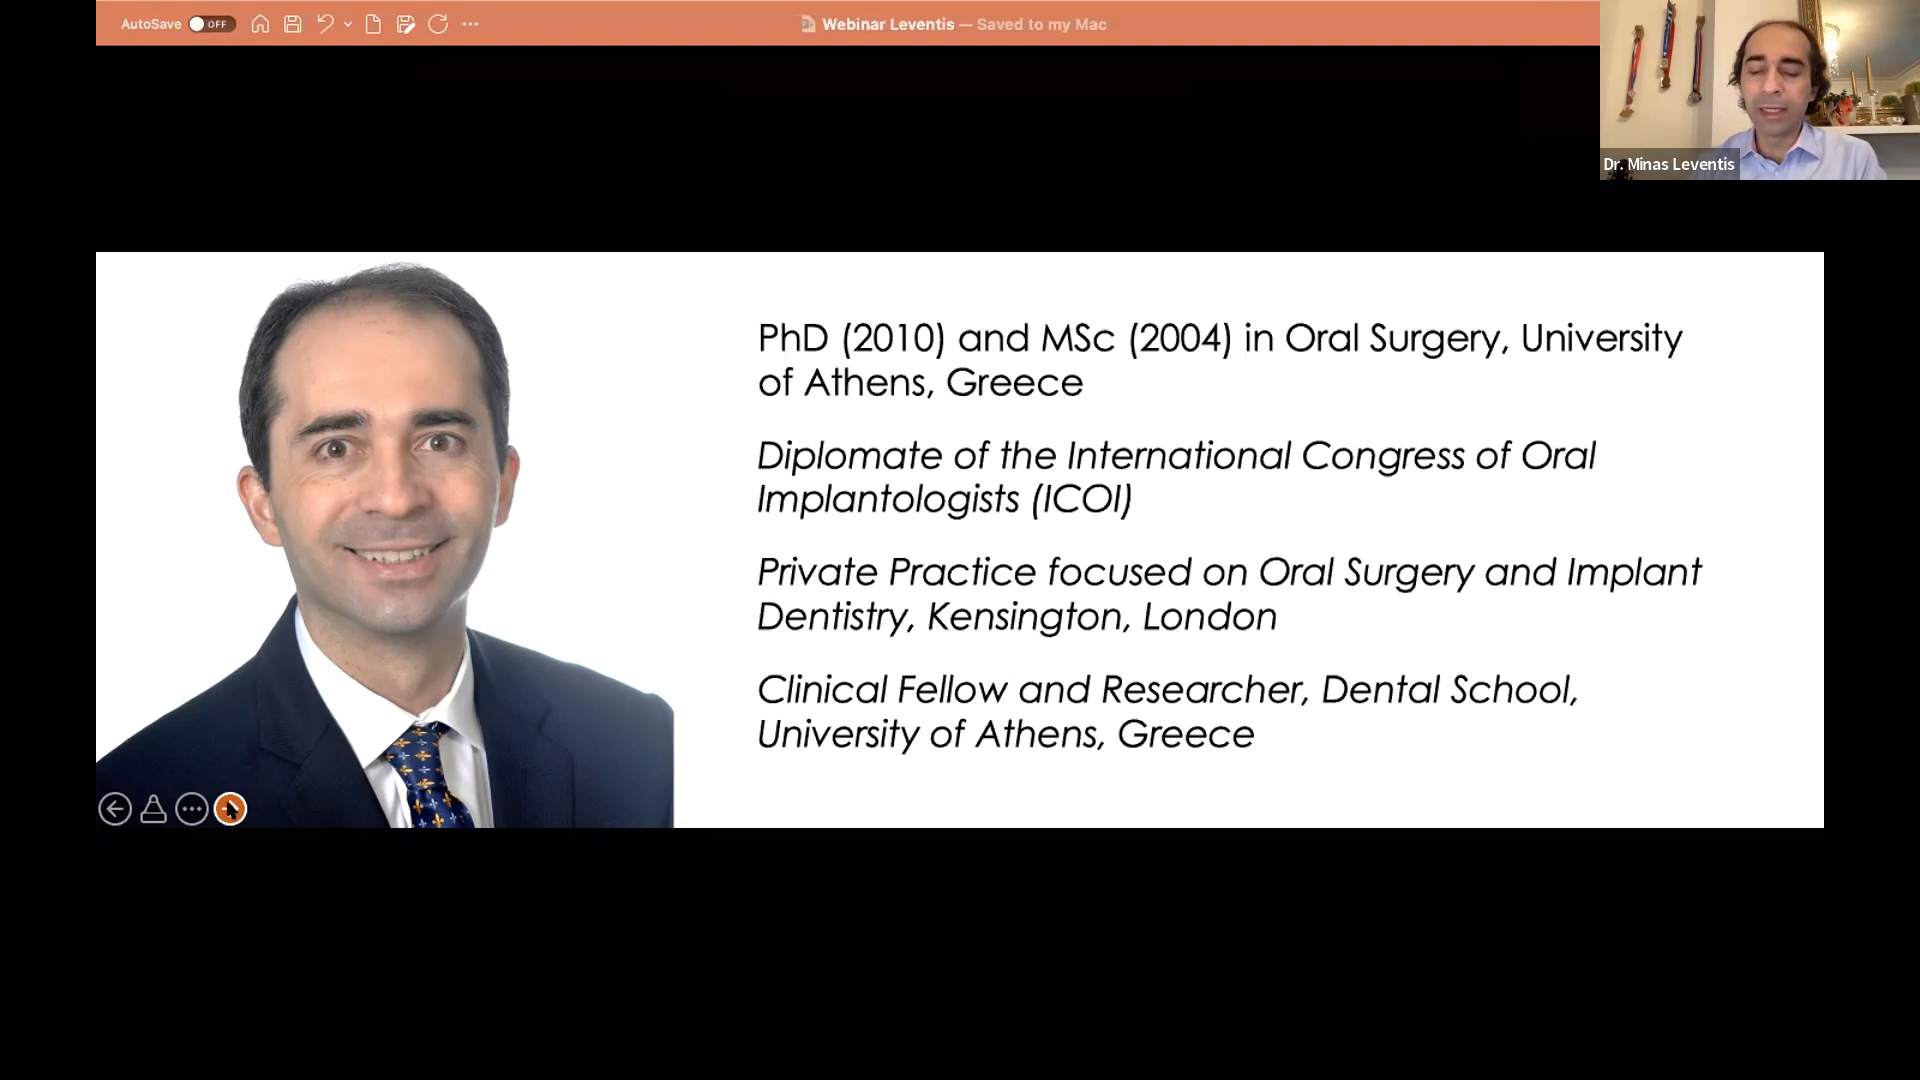 AutoSave OFF
Webinar Leventis — Saved to my Mac
Dr. Minas Leventis
PhD (2010) and MSc (2004) in Oral Surgery, University
of Athens, Greece
Diplomate of the International Congress of Oral
Implantologists (ICOI)
Private Practice focused on Oral Surgery and Implant
Dentistry, Kensington, London
Clinical Fellow and Researcher, Dental School,
University of Athens, Greece